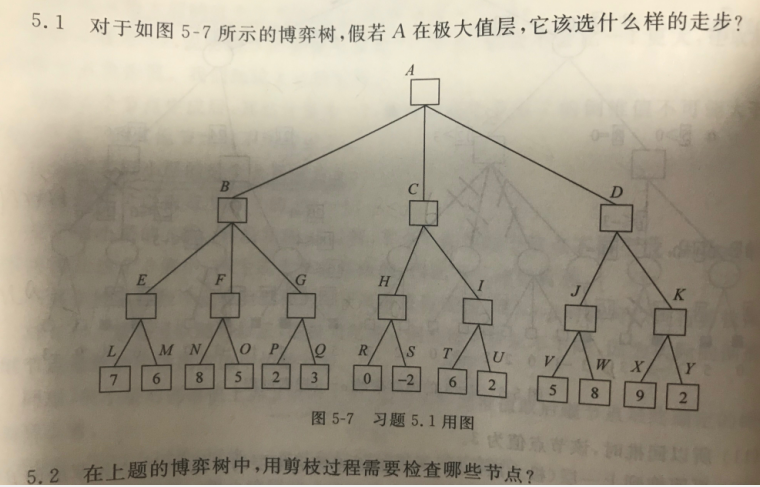 5.1 对于如图 5-7 所示的博弈树,假若 A 在极大值层,它该选什么样的走步?
A
B C D
E F G H I J K
L M N O P Q R S T U V W X Y
7 6 8 5 2 3 0 -2 6 2 5 8 9 2
图 5-7 习题 5.1 用图
5.2 在上题的博弈树中,用剪枝过程需要检查哪些节点?